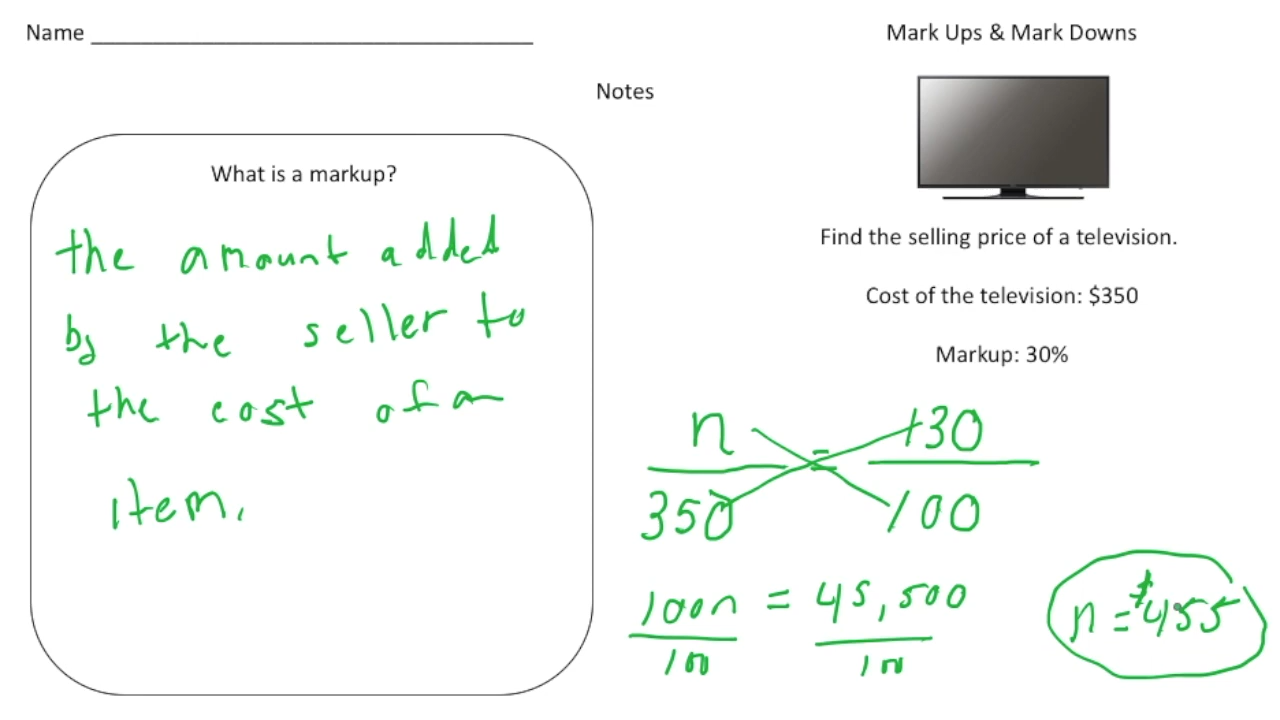 Name
Mark Ups & Mark Downs
Notes
What is a markup?
the amount added
by the seller to
the cost of an
item.
Find the selling price of a television.
Cost of the television: $350
Markup: 30%
n = 130
350 100
100n = 45,500
100 100
n = $455